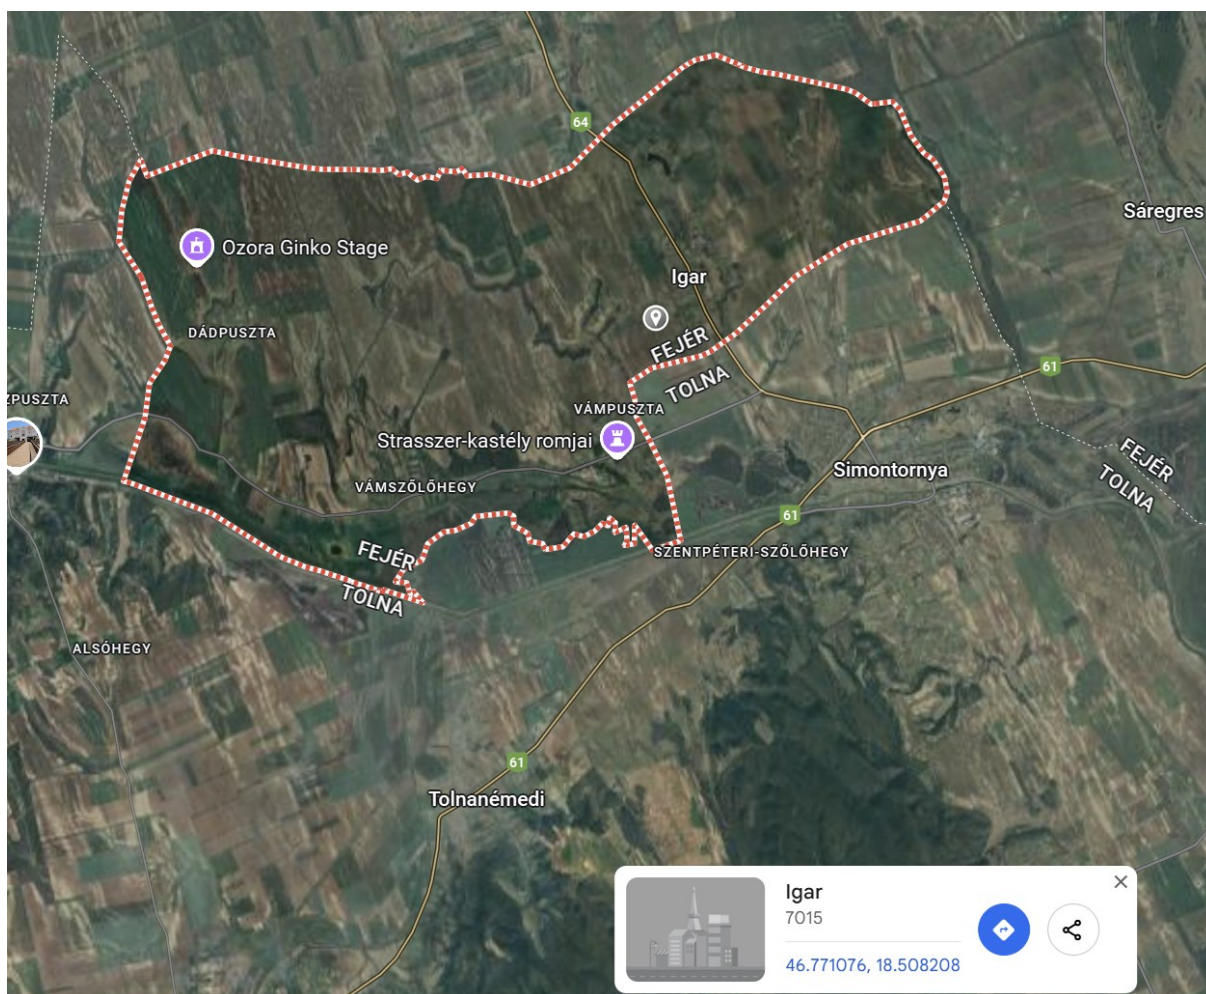 64
Sáregres
Ozora Ginko Stage
Igar
DÁDPUSZTA
FEJÉR
TOLNA
61
ZPUSZTA
VÁMPUSZTA
Strasszer-kastély romjai
Simontornya
FEJÉR
TOLNA
VÁMSZŐLŐHEGY
61
FEJÉR
TOLNA
SZENTPÉTERI-SZŐLŐHEGY
ALSÓHEGY
61
Tolnanémedi
Igar
7015
46.771076, 18.508208